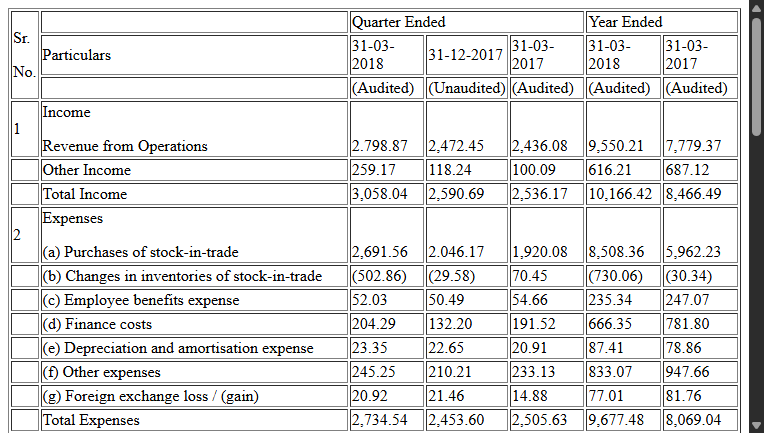 Quarter Ended Year Ended
Sr. No. Particulars 31-03-2018 31-12-2017 31-03-2017 31-03-2018 31-03-2017
(Audited) (Unaudited) (Audited) (Audited) (Audited)
1 Income
Revenue from Operations 2.798.87 2,472.45 2,436.08 9,550.21 7,779.37
Other Income 259.17 118.24 100.09 616.21 687.12
Total Income 3,058.04 2,590.69 2,536.17 10,166.42 8,466.49
2 Expenses
(a) Purchases of stock-in-trade 2,691.56 2.046.17 1,920.08 8,508.36 5,962.23
(b) Changes in inventories of stock-in-trade (502.86) (29.58) 70.45 (730.06) (30.34)
(c) Employee benefits expense 52.03 50.49 54.66 235.34 247.07
(d) Finance costs 204.29 132.20 191.52 666.35 781.80
(e) Depreciation and amortisation expense 23.35 22.65 20.91 87.41 78.86
(f) Other expenses 245.25 210.21 233.13 833.07 947.66
(g) Foreign exchange loss / (gain) 20.92 21.46 14.88 77.01 81.76
Total Expenses 2,734.54 2,453.60 2,505.63 9,677.48 8,069.04